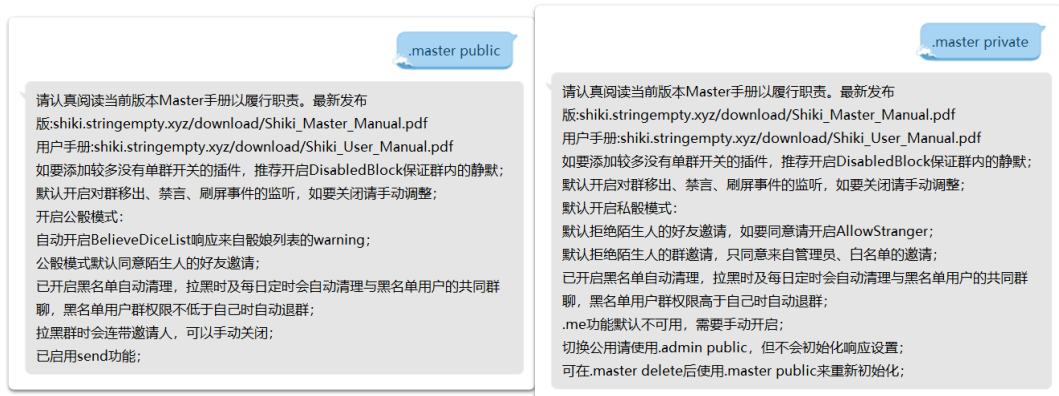 .master public
请认真阅读当前版本Master手册以履行职责。最新发布
版:shiki.stringempty.xyz/download/Shiki_Master_Manual.pdf
用户手册:shiki.stringempty.xyz/download/Shiki_User_Manual.pdf
如要添加较多没有单群开关的插件，推荐开启DisabledBlock保证群内的静默；
默认开启对群移出、禁言、刷屏事件的监听，如要关闭请手动调整；
开启公骰模式：
自动开启BelieveDiceList响应来自骰娘列表的warning；
公骰模式默认同意陌生人的好友邀请；
已开启黑名单自动清理，拉黑时及每日定时会自动清理与黑名单用户的共同群
聊，黑名单用户群权限不低于自己时自动退群；
拉黑群时会连带邀请人，可以手动关闭；
已启用send功能；
.master private
请认真阅读当前版本Master手册以履行职责。最新发布
版:shiki.stringempty.xyz/download/Shiki_Master_Manual.pdf
用户手册:shiki.stringempty.xyz/download/Shiki_User_Manual.pdf
如要添加较多没有单群开关的插件，推荐开启DisabledBlock保证群内的静默；
默认开启对群移出、禁言、刷屏事件的监听，如要关闭请手动调整；
默认开启私骰模式：
默认拒绝陌生人的好友邀请，如要同意请开启AllowStranger；
默认拒绝陌生人的群邀请，只同意来自管理员、白名单的邀请；
已开启黑名单自动清理，拉黑时及每日定时会自动清理与黑名单用户的共同群
聊，黑名单用户群权限高于自己时自动退群；
.me功能默认不可用，需要手动开启；
切换公用请使用.admin public，但不会初始化响应设置；
可在.master delete后使用.master public来重新初始化；